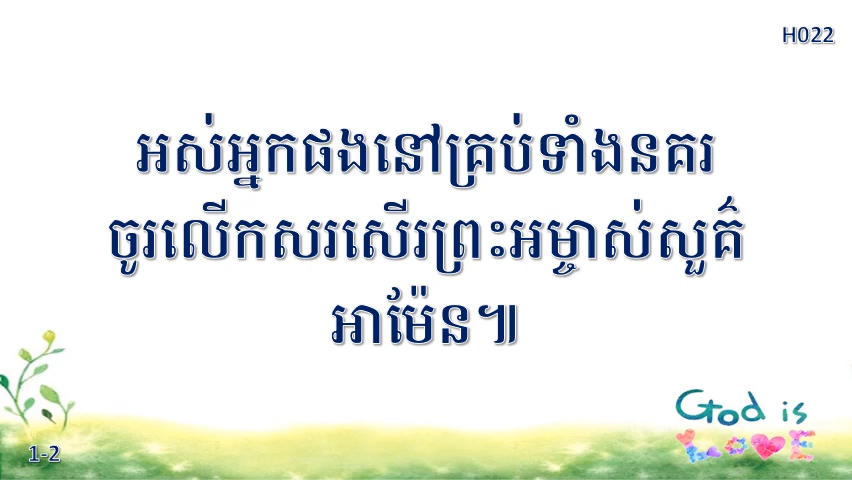 H022
អស់អ្នកផងនៅគ្រប់ទាំងនគរ
ចូរលើកសរសើរព្រះអម្ចាស់សួគ៌
អាម៉ែន៕
God is
LOVE
1-2